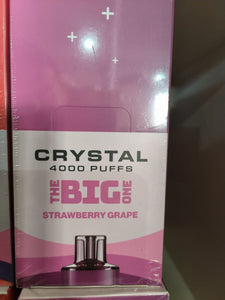 CRYSTAL
4000 PUFFS
THE BIG ONE
STRAWBERRY GRAPE